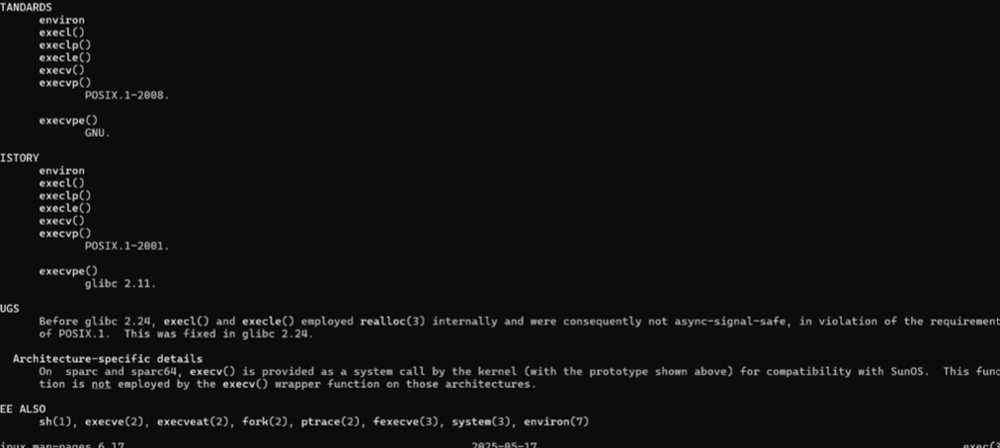 TANDARDS
environ
execl()
execlp()
execle()
execv()
execvp()
POSIX.1-2008.
execvpe()
GNU.
ISTORY
environ
execl()
execlp()
execle()
execv()
execvp()
POSIX.1-2001.
execvpe()
glibc 2.11.
UGS
Before glibc 2.24, execl() and execle() employed realloc(3) internally and were consequently not async-signal-safe, in violation of the requirement
of POSIX.1. This was fixed in glibc 2.24.
Architecture-specific details
On sparc and sparc64, execv() is provided as a system call by the kernel (with the prototype shown above) for compatibility with SunOS. This func
tion is not employed by the execv() wrapper function on those architectures.
EE ALSO
sh(1), execve(2), execveat(2), fork(2), ptrace(2), fexecve(3), system(3), environ(7)
inux man-pages 6.17 2025-05-17 exec(3